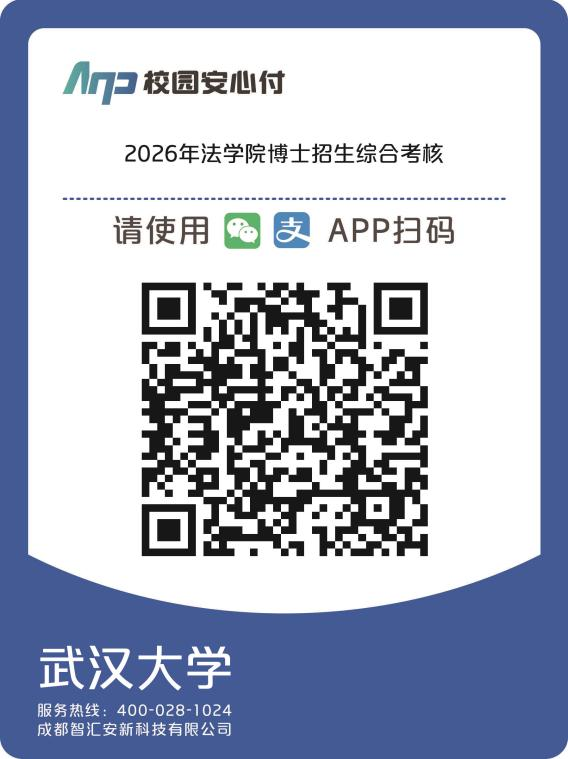 Anp 校园安心付
2026年法学院博士招生综合考核
请使用 支 APP扫码
武汉大学
服务热线：400-028-1024
成都智汇安新科技有限公司